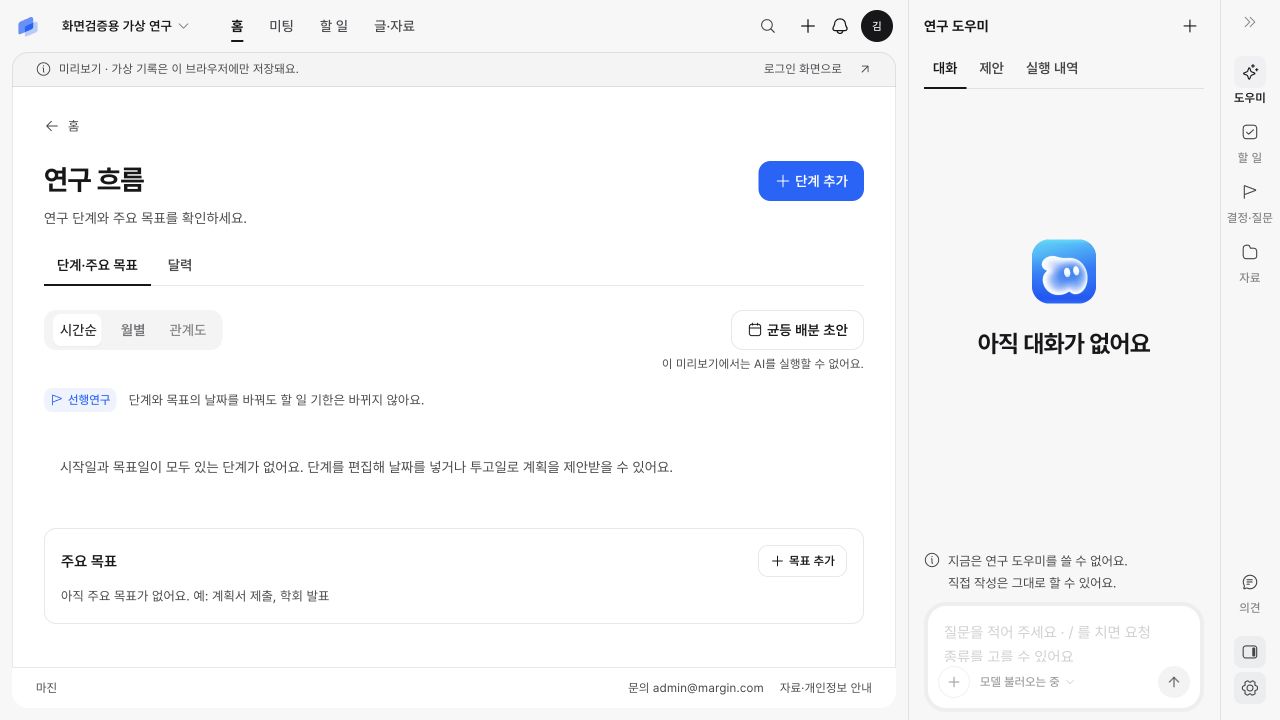 화면검증용 가상 연구
홈
미팅
할 일
글·자료
김
미리보기 · 가상 기록은 이 브라우저에만 저장돼요.
로그인 화면으로
홈
연구 흐름
단계 추가
연구 단계와 주요 목표를 확인하세요.
단계·주요 목표
달력
시간순
월별
관계도
균등 배분 초안
이 미리보기에서는 AI를 실행할 수 없어요.
선행연구
단계와 목표의 날짜를 바꿔도 할 일 기한은 바뀌지 않아요.
시작일과 목표일이 모두 있는 단계가 없어요. 단계를 편집해 날짜를 넣거나 투고일로 계획을 제안받을 수 있어요.
주요 목표
목표 추가
아직 주요 목표가 없어요. 예: 계획서 제출, 학회 발표
마진
문의 admin@margin.com
자료·개인정보 안내
연구 도우미
대화
제안
실행 내역
아직 대화가 없어요
지금은 연구 도우미를 쓸 수 없어요.
직접 작성은 그대로 할 수 있어요.
질문을 적어 주세요 · / 를 치면 요청
종류를 고를 수 있어요
모델 불러오는 중
도우미
할 일
결정·질문
자료
의견